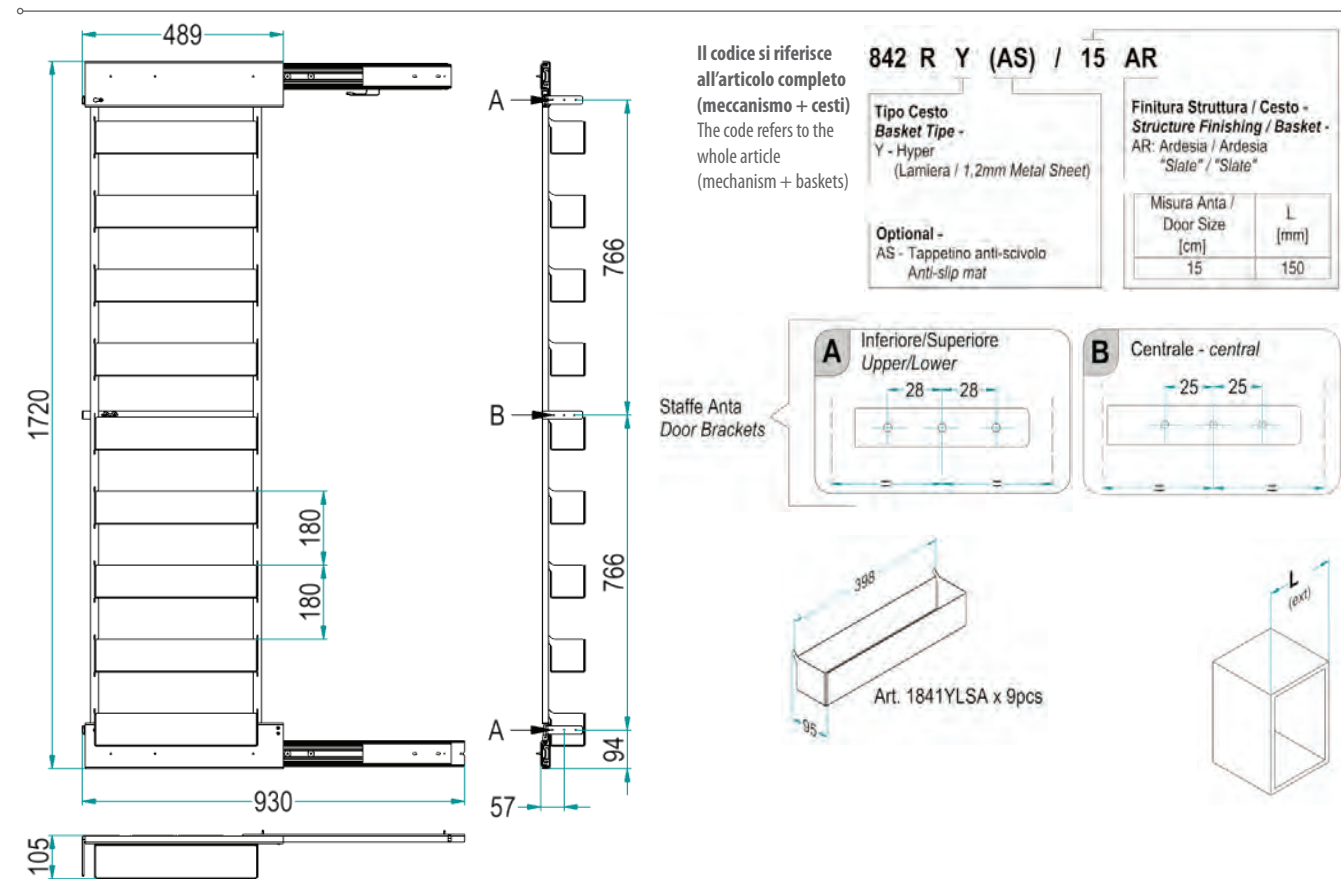 489
1720
180
180
930
105
A
B
A
766
766
94
57
Il codice si riferisce
all'articolo completo
(meccanismo + cesti)
The code refers to the
whole article
(mechanism + baskets)
842 R Y (AS) / 15 AR
Tipo Cesto
Basket Tipe -
Y - Hyper
(Lamiera / 1,2mm Metal Sheet)
Optional -
AS - Tappetino anti-scivolo
Anti-slip mat
Finitura Struttura / Cesto -
Structure Finishing / Basket -
AR: Ardesia / Ardesia
"Slate" / "Slate"
Misura Anta /
Door Size
[cm]
L
[mm]
15 150
Staffe Anta
Door Brackets
A
Inferiore/Superiore
Upper/Lower
28 28
= =
B
Centrale - central
25 25
= =
398
95
Art. 1841YLSA x 9pcs
L
(ext)